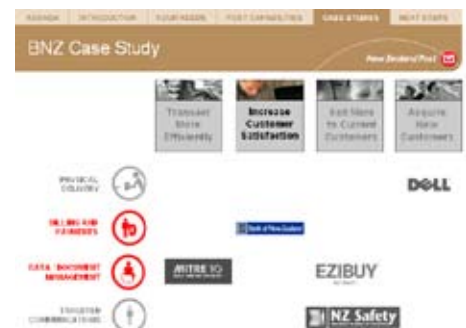 AGENDA INTRODUCTION YOUR NEEDS POST CAPABILITIES CASE STUDIES NEXT STEPS
BNZ Case Study
New Zealand Post
Transact More Efficiently
Increase Customer Satisfaction
Sell More to Current Customers
Acquire New Customers
PHYSICAL DELIVERY
DELL
BILLING AND PAYMENTS
Bank of New Zealand
DATA / DOCUMENT MANAGEMENT
MITRE 10
EZIBUY
TARGETED COMMUNICATIONS
NZ Safety